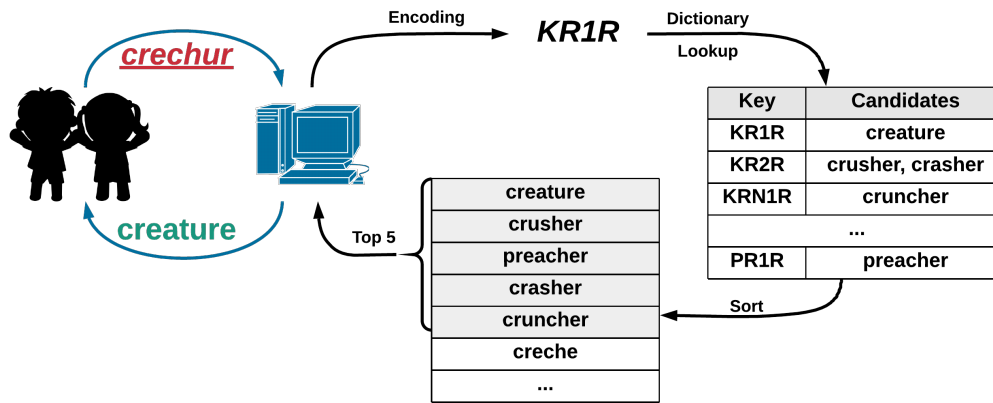 crechur
Encoding
KR1R
Dictionary
Lookup
Key Candidates
KR1R creature
KR2R crusher, crasher
KRN1R cruncher
...
PR1R preacher
Sort
creature
crusher
preacher
crasher
cruncher
creche
...
Top 5
creature